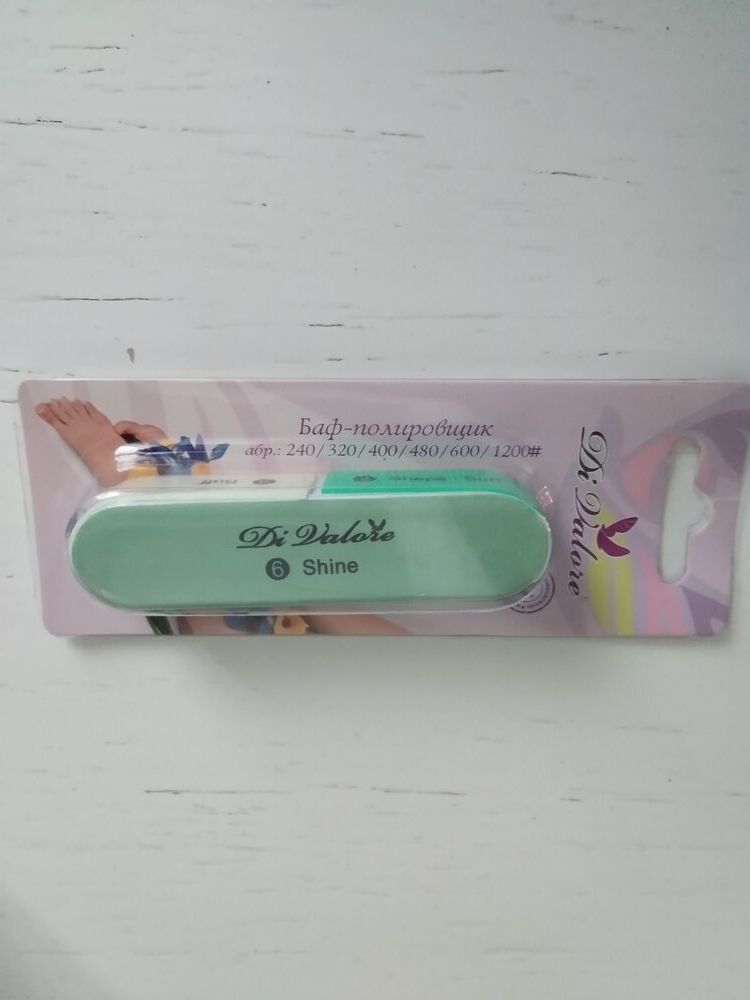 Баф-полировщик
абр.: 240/320/400/480/600/1200#
Di Valore
Di Valore
6 Shine